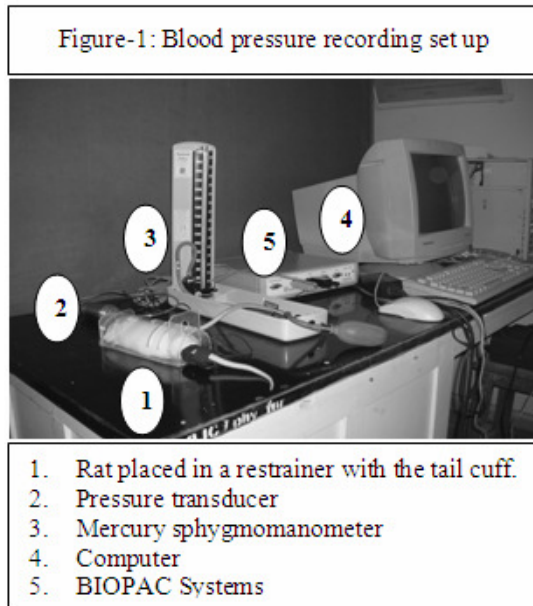 Figure-1: Blood pressure recording set up
3
5
4
2
1
1. Rat placed in a restrainer with the tail cuff.
2. Pressure transducer
3. Mercury sphygmomanometer
4. Computer
5. BIOPAC Systems